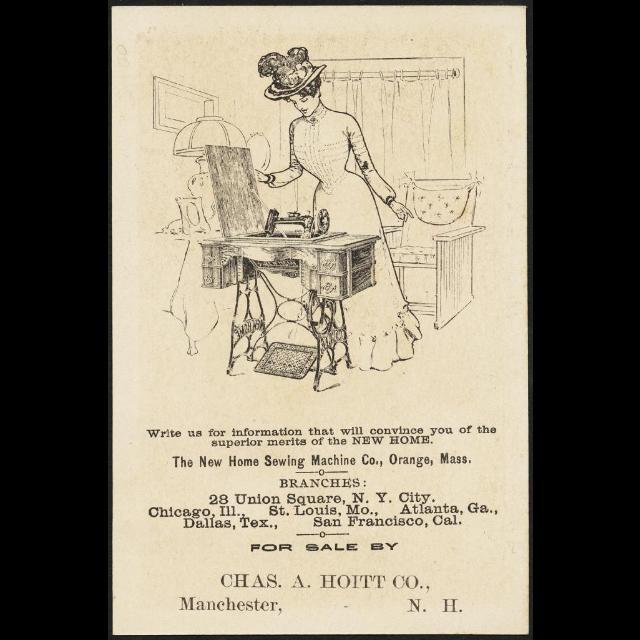 Write us for information that will convince you of the
superior merits of the NEW HOME.
The New Home Sewing Machine Co., Orange, Mass.
BRANCHES:
28 Union Square, N. Y. City.
Chicago, Ill., St. Louis, Mo., Atlanta, Ga.,
Dallas, Tex., San Francisco, Cal.
FOR SALE BY
CHAS. A. HOITT CO.,
Manchester, - N. H.